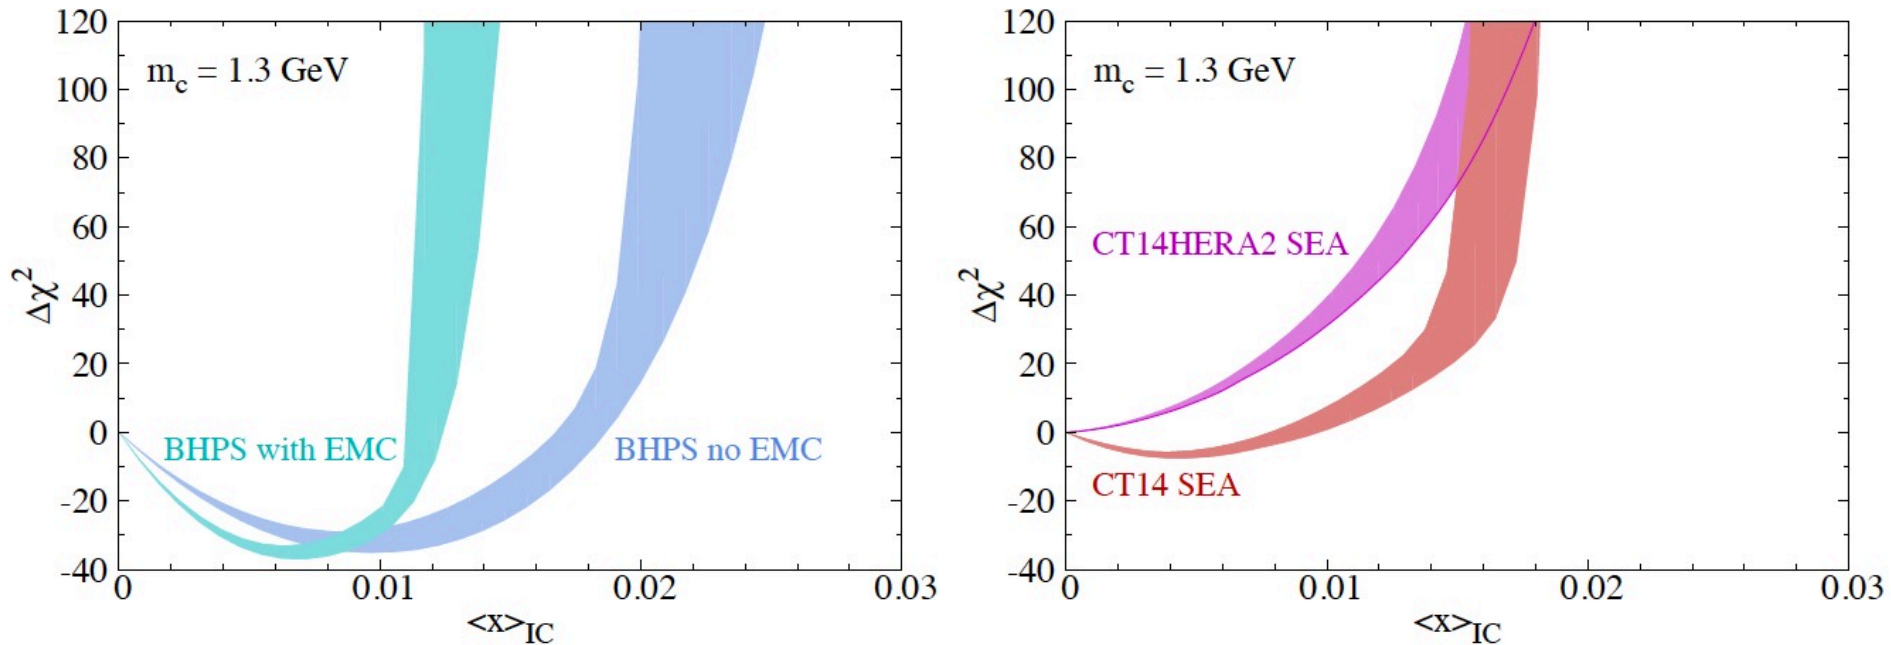 120
100
80
60
40
20
0
-20
-40
Δχ²
m_c = 1.3 GeV
BHPS with EMC
BHPS no EMC
0
0.01
0.02
0.03
<x>_IC
120
100
80
60
40
20
0
-20
-40
Δχ²
m_c = 1.3 GeV
CT14HERA2 SEA
CT14 SEA
0
0.01
0.02
0.03
<x>_IC